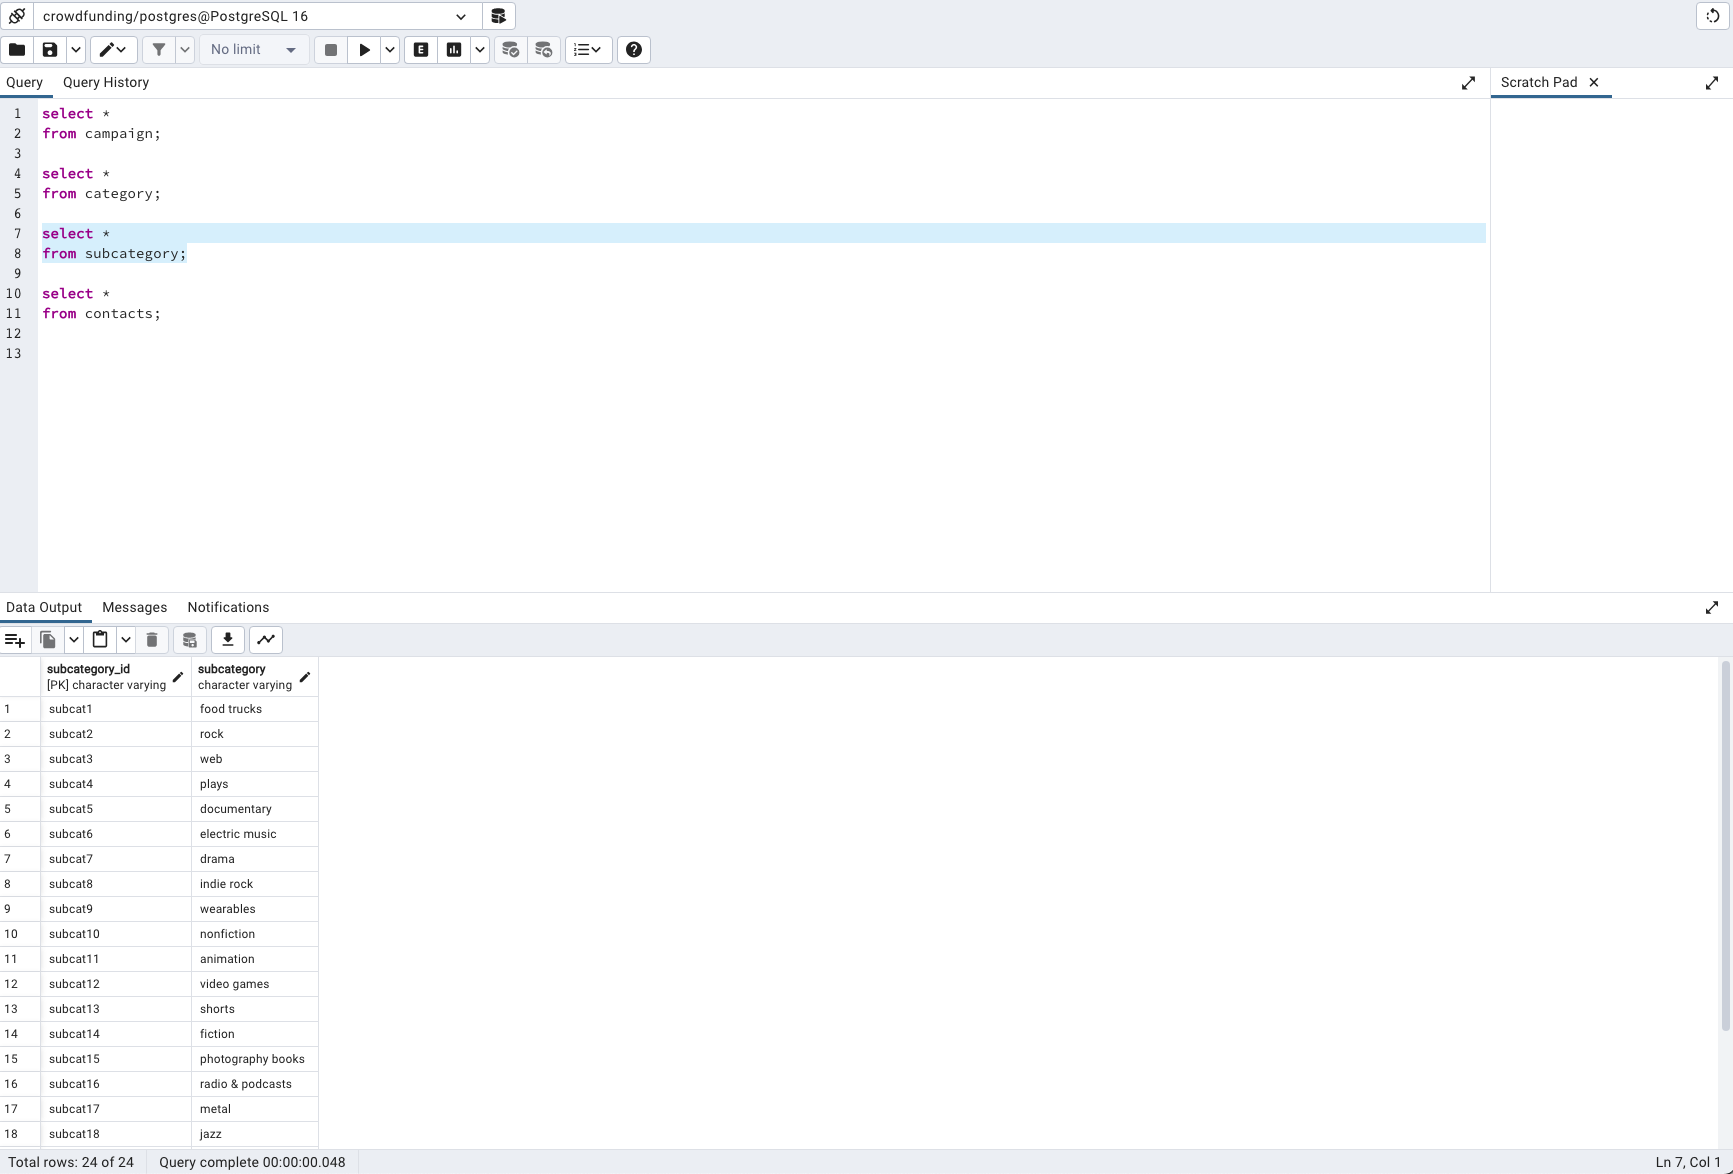 crowdfunding/postgres@PostgreSQL 16
No limit
E
Query Query History
Scratch Pad
1 select *
2 from campaign;
3
4 select *
5 from category;
6
7 select *
8 from subcategory;
9
10 select *
11 from contacts;
12
13
Data Output Messages Notifications
subcategory_id subcategory
[PK] character varying character varying
1 subcat1 food trucks
2 subcat2 rock
3 subcat3 web
4 subcat4 plays
5 subcat5 documentary
6 subcat6 electric music
7 subcat7 drama
8 subcat8 indie rock
9 subcat9 wearables
10 subcat10 nonfiction
11 subcat11 animation
12 subcat12 video games
13 subcat13 shorts
14 subcat14 fiction
15 subcat15 photography books
16 subcat16 radio & podcasts
17 subcat17 metal
18 subcat18 jazz
Total rows: 24 of 24 Query complete 00:00:00.048 Ln 7, Col 1